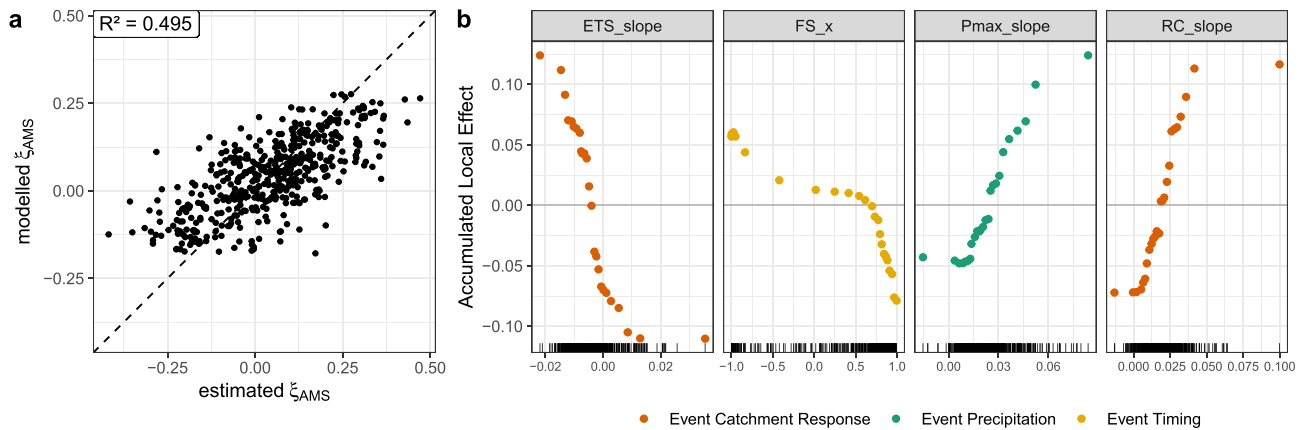 a
R² = 0.495
modelled ξAMS
0.50
0.25
0.00
−0.25
−0.25 0.00 0.25 0.50
estimated ξAMS
b
ETS_slope FS_x Pmax_slope RC_slope
Accumulated Local Effect
0.10
0.05
0.00
−0.05
−0.10
−0.02 0.00 0.02
−1.0 −0.5 0.0 0.5 1.0
0.00 0.03 0.06
0.000 0.025 0.050 0.075 0.100
Event Catchment Response Event Precipitation Event Timing